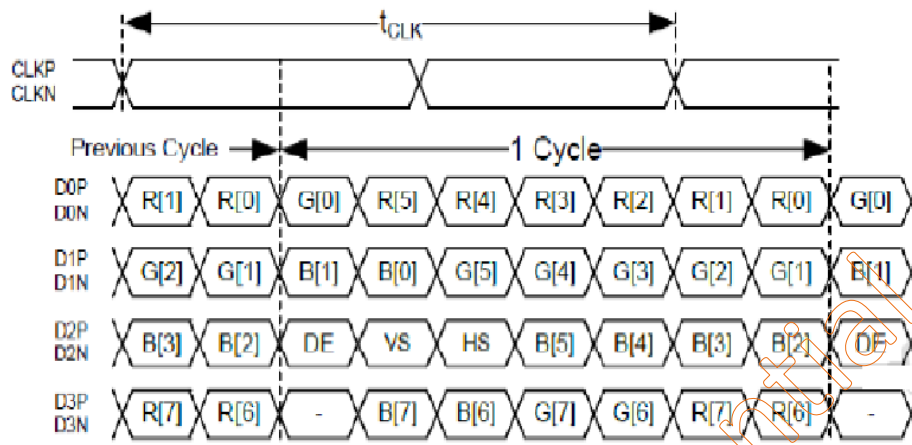 tCLK
CLKP
CLKN
Previous Cycle
1 Cycle
D0P
D0N
R[1] R[0] G[0] R[5] R[4] R[3] R[2] R[1] R[0] G[0]
D1P
D1N
G[2] G[1] B[1] B[0] G[5] G[4] G[3] G[2] G[1] B[1]
D2P
D2N
B[3] B[2] DE VS HS B[5] B[4] B[3] B[2] DE
D3P
D3N
R[7] R[6] - B[7] B[6] G[7] G[6] R[7] R[6] -